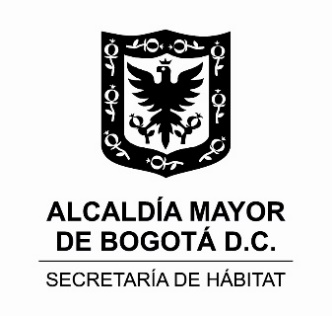 ALCALDÍA MAYOR
DE BOGOTÁ D.C.
SECRETARÍA DE HÁBITAT